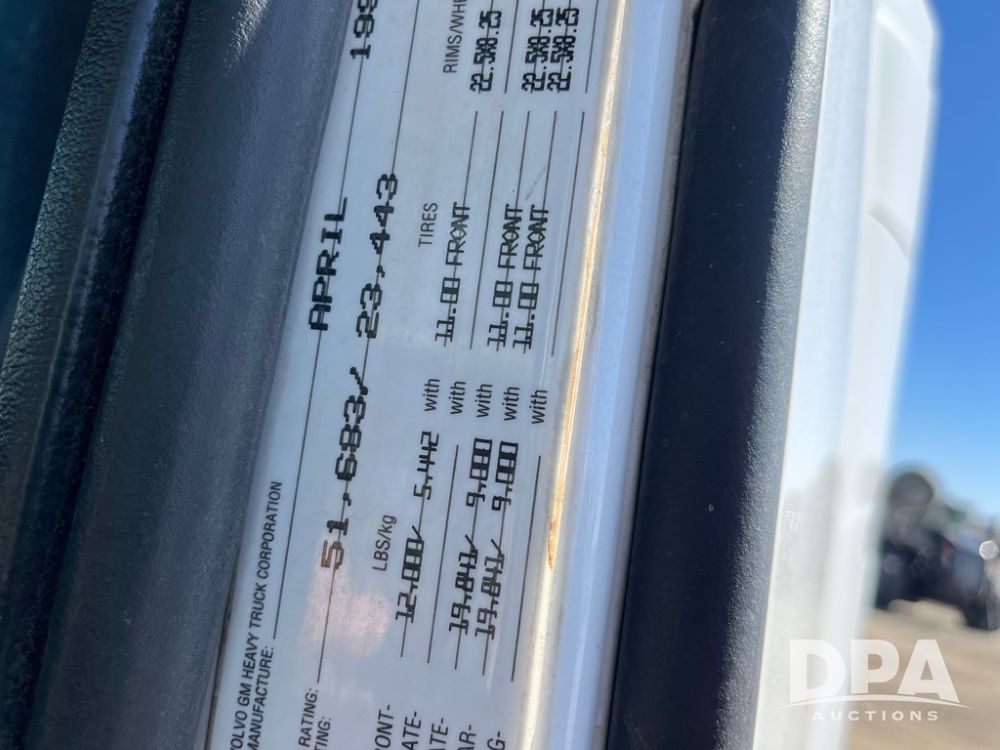 VOLVO GM HEAVY TRUCK CORPORATION
MANUFACTURE: APRIL 199
RATING: 51,683/ 23,443
TING:
LBS/kg TIRES RIMS/WHE
ONT- 12,000/ 5,442 with 11.00 FRONT 22.5X8.25
ATE- with
ATE- 19,841/ 9,000 with
AR- 19,841/ 9,000 with 11.00 FRONT 22.5X8.25
G- with 11.00 FRONT 22.5X8.25
DPA
AUCTIONS